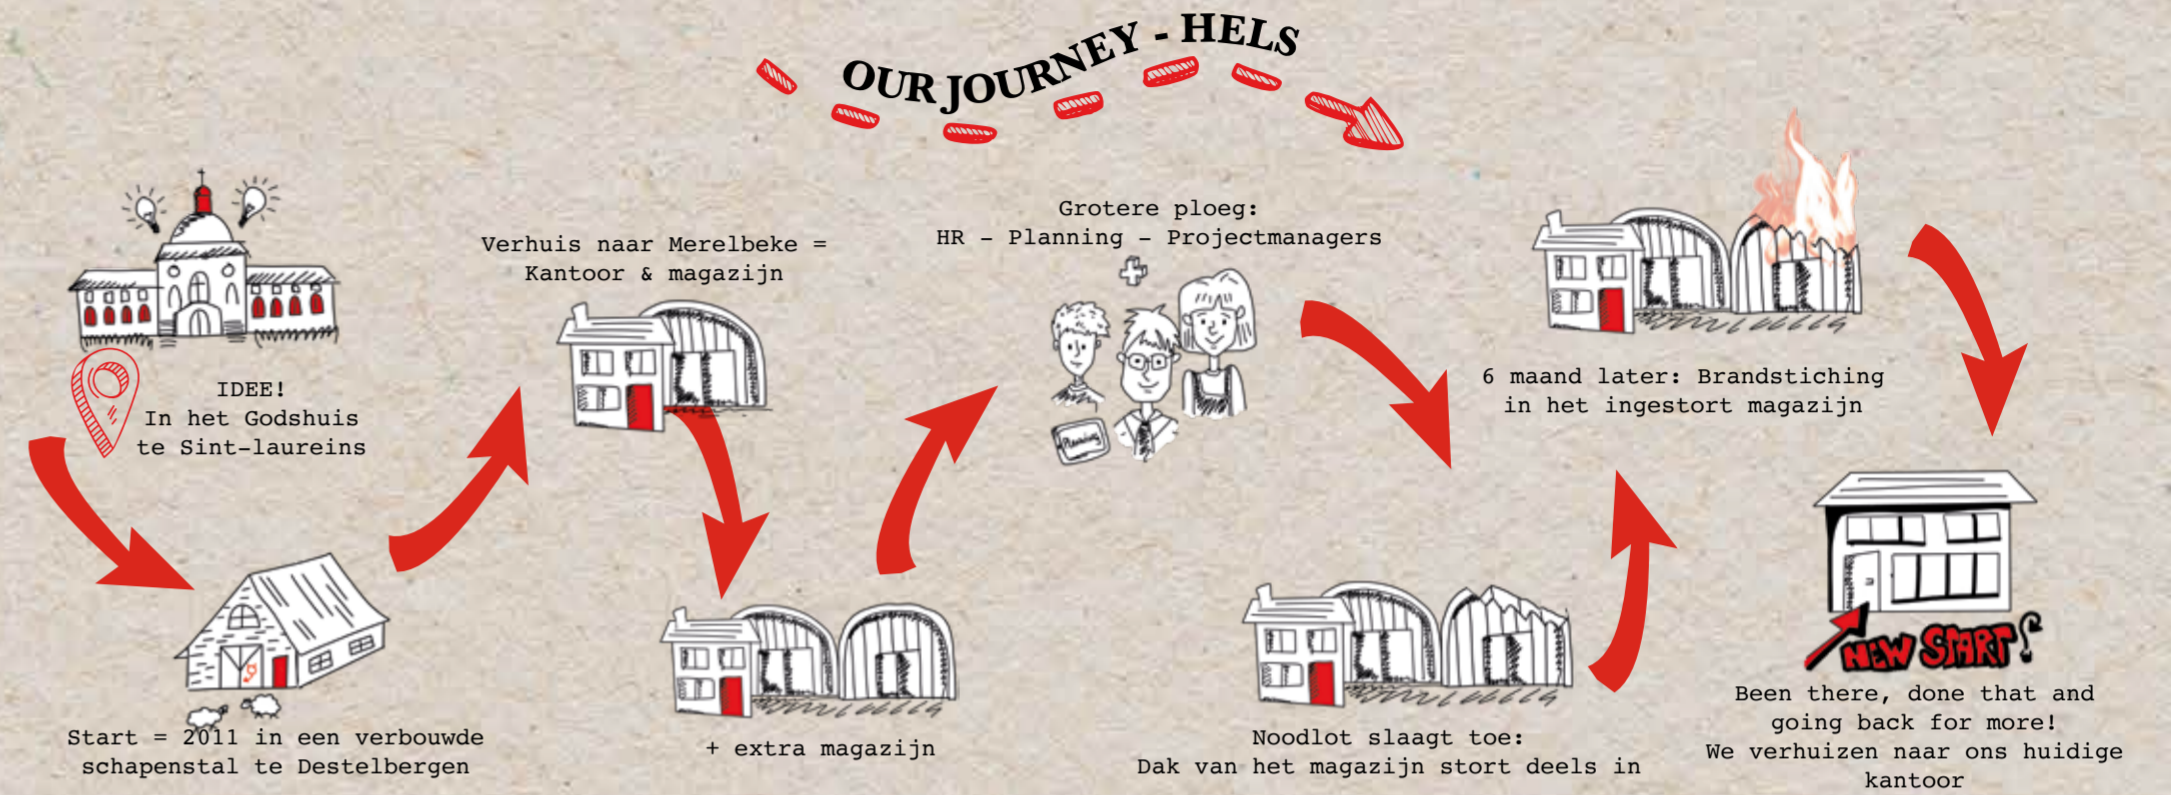 OUR JOURNEY - HELS
IDEE!
In het Godshuis
te Sint-laureins
Start = 2011 in een verbouwde
schapenstal te Destelbergen
Verhuis naar Merelbeke =
Kantoor & magazijn
+ extra magazijn
Grotere ploeg:
HR - Planning - Projectmanagers
Planning
Noodlot slaagt toe:
Dak van het magazijn stort deels in
6 maand later: Brandstiching
in het ingestort magazijn
NEW START
Been there, done that and
going back for more!
We verhuizen naar ons huidige
kantoor